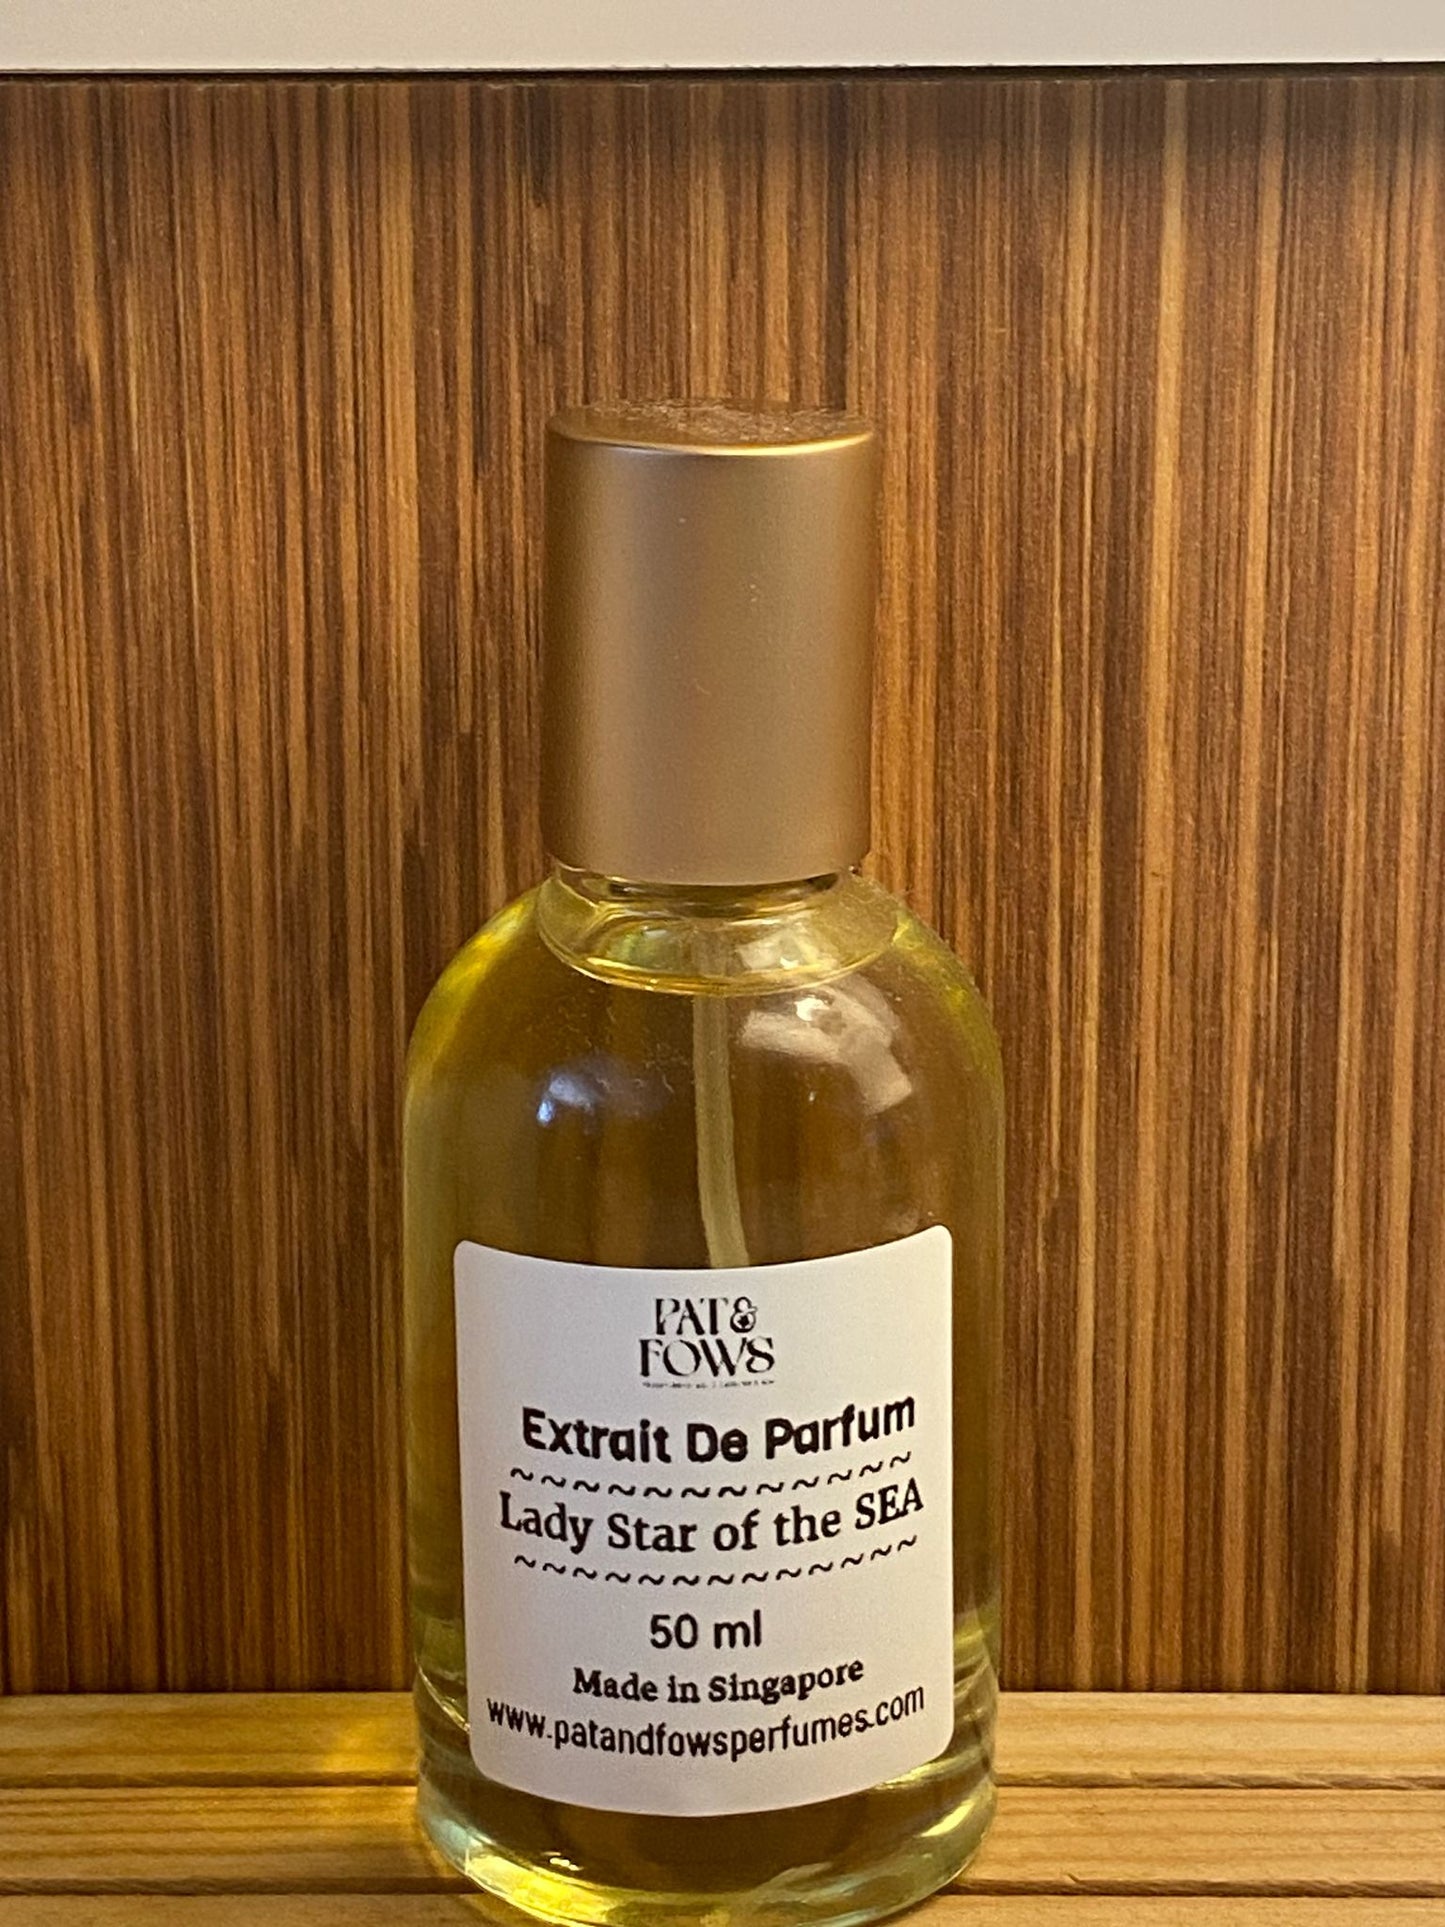 PAT&
FOWS
Extrait De Parfum
~~~~~~~~~~~~
Lady Star of the SEA
~~~~~~~~~~~~
50 ml
Made in Singapore
www.patandfowsperfumes.com